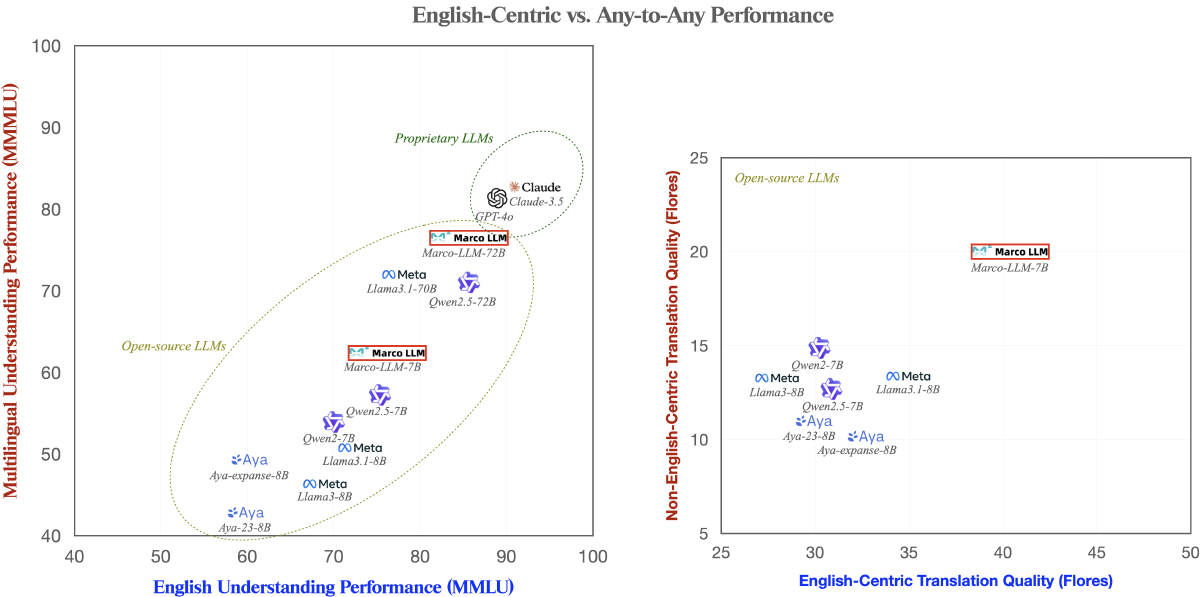 English-Centric vs. Any-to-Any Performance
Multilingual Understanding Performance (MMMLU)
100
90
80
70
60
50
40
Proprietary LLMs
Claude
Claude-3.5
GPT-4o
Marco LLM
Marco-LLM-72B
Meta
Llama3.1-70B
Qwen2.5-72B
Open-source LLMs
Marco LLM
Marco-LLM-7B
Qwen2.5-7B
Qwen2-7B
Meta
Llama3.1-8B
Aya
Aya-expanse-8B
Meta
Llama3-8B
Aya
Aya-23-8B
40
50
60
70
80
90
100
English Understanding Performance (MMLU)
Non-English-Centric Translation Quality (Flores)
25
20
15
10
5
Open-source LLMs
Marco LLM
Marco-LLM-7B
Qwen2-7B
Meta
Llama3-8B
Meta
Llama3.1-8B
Qwen2.5-7B
Aya
Aya-23-8B
Aya
Aya-expanse-8B
25
30
35
40
45
50
English-Centric Translation Quality (Flores)